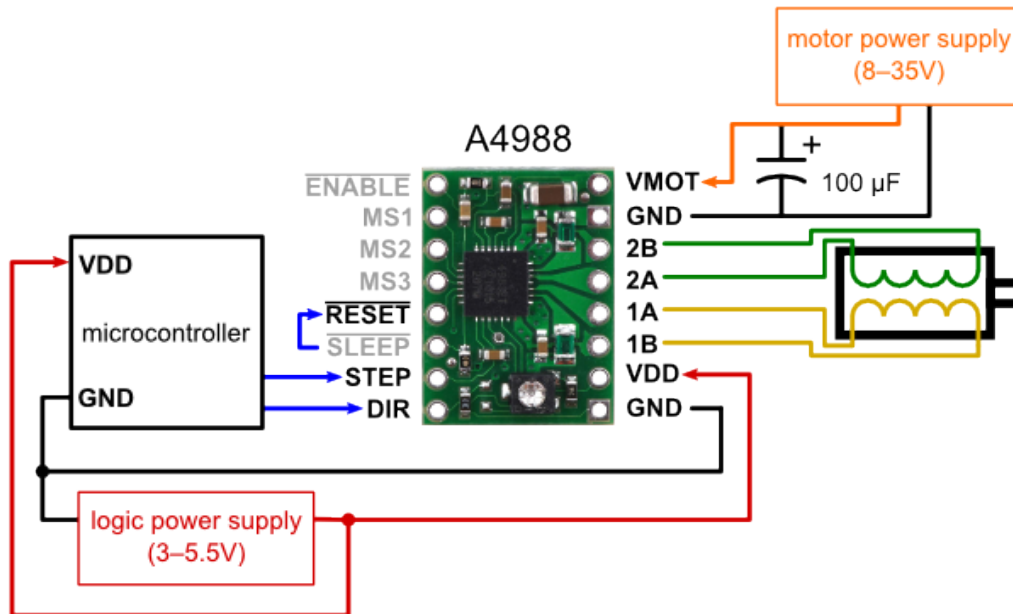 motor power supply
(8–35V)
A4988
ENABLE
VMOT
+
100 µF
MS1
GND
MS2
2B
VDD
MS3
2A
microcontroller
RESET
1A
SLEEP
1B
STEP
VDD
GND
DIR
GND
logic power supply
(3–5.5V)